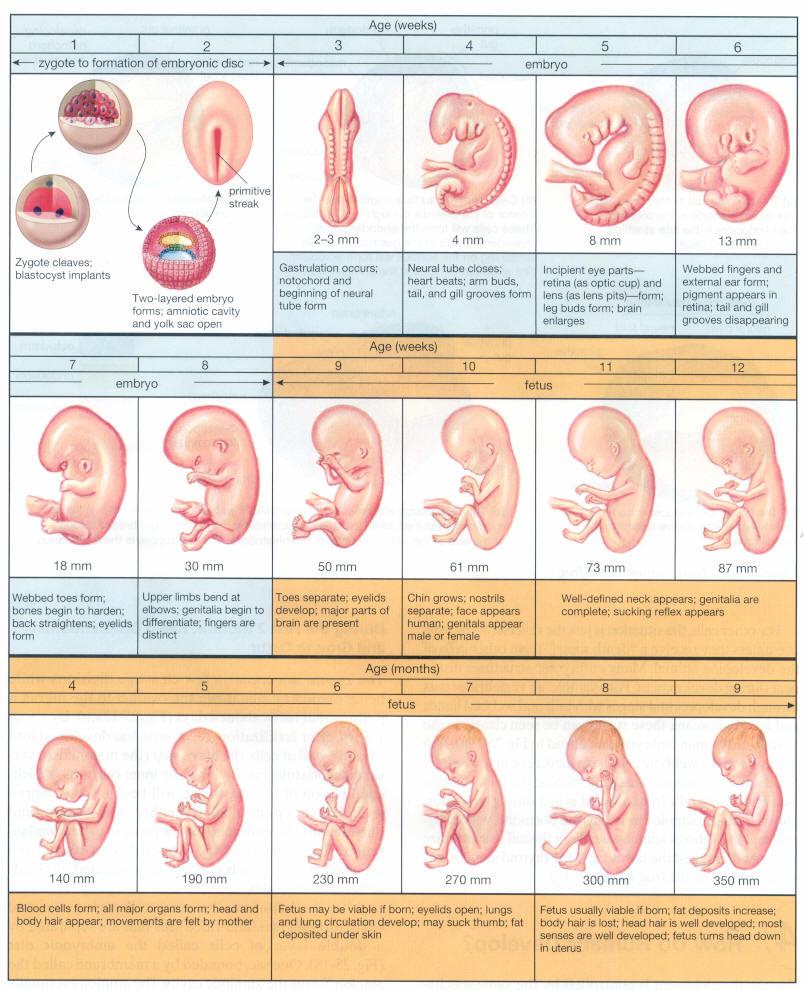 Age (weeks)
1 2 3 4 5 6
zygote to formation of embryonic disc embryo
primitive
streak
Zygote cleaves;
blastocyst implants
Two-layered embryo
forms; amniotic cavity
and yolk sac open
2–3 mm 4 mm 8 mm 13 mm
Gastrulation occurs;
notochord and
beginning of neural
tube form
Neural tube closes;
heart beats; arm buds,
tail, and gill grooves form
Incipient eye parts—
retina (as optic cup) and
lens (as lens pits)—form;
leg buds form; brain
enlarges
Webbed fingers and
external ear form;
pigment appears in
retina; tail and gill
grooves disappearing
Age (weeks)
7 8 9 10 11 12
embryo fetus
18 mm 30 mm 50 mm 61 mm 73 mm 87 mm
Webbed toes form;
bones begin to harden;
back straightens; eyelids
form
Upper limbs bend at
elbows; genitalia begin to
differentiate; fingers are
distinct
Toes separate; eyelids
develop; major parts of
brain are present
Chin grows; nostrils
separate; face appears
human; genitals appear
male or female
Well-defined neck appears; genitalia are
complete; sucking reflex appears
Age (months)
4 5 6 7 8 9
fetus
140 mm 190 mm 230 mm 270 mm 300 mm 350 mm
Blood cells form; all major organs form; head and
body hair appear; movements are felt by mother
Fetus may be viable if born; eyelids open; lungs
and lung circulation develop; may suck thumb; fat
deposited under skin
Fetus usually viable if born; fat deposits increase;
body hair is lost; head hair is well developed; most
senses are well developed; fetus turns head down
in uterus